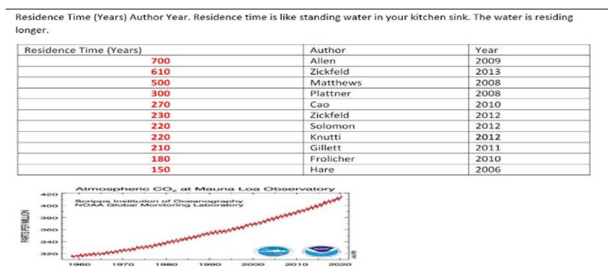 Residence Time (Years) Author Year. Residence time is like standing water in your kitchen sink. The water is residing
longer.
Residence Time (Years) Author Year
700 Allen 2009
610 Zickfeld 2013
500 Matthews 2008
300 Plattner 2008
270 Cao 2010
230 Zickfeld 2012
220 Solomon 2012
220 Knutti 2012
210 Gillett 2011
180 Frolicher 2010
150 Hare 2006
Atmospheric CO₂ at Mauna Loa Observatory
Scripps Institution of Oceanography
NOAA Global Monitoring Laboratory
PARTS PER MILLION
420
400
380
360
340
320
1960 1970 1980 1990 2000 2010 2020